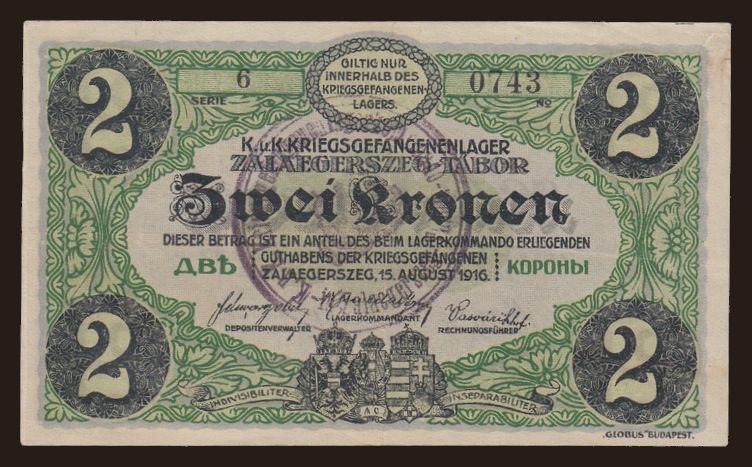 2
2
GILTIG NUR
INNERHALB DES
KRIEGSGEFANGENEN-
LAGERS.
6
SERIE
0743
No
K.u.K.KRIEGSGEFANGENENLAGER
ZALAEGERSZEG-TÁBOR
Zwei Kronen
DIESER BETRAG IST EIN ANTEIL DES BEIM LAGERKOMMANDO ERLIEGENDEN
GUTHABENS DER KRIEGSGEFANGENEN
ДВѢ
КОРОНЫ
ZALAEGERSZEG, 15. AUGUST 1916.
DEPOSITENVERWALTER
LAGERKOMMANDANT
RECHNUNGSFÜHRER
2
2
INDIVISIBILITER
AC
INSEPARABILITER
„GLOBUS“ BUDAPEST.